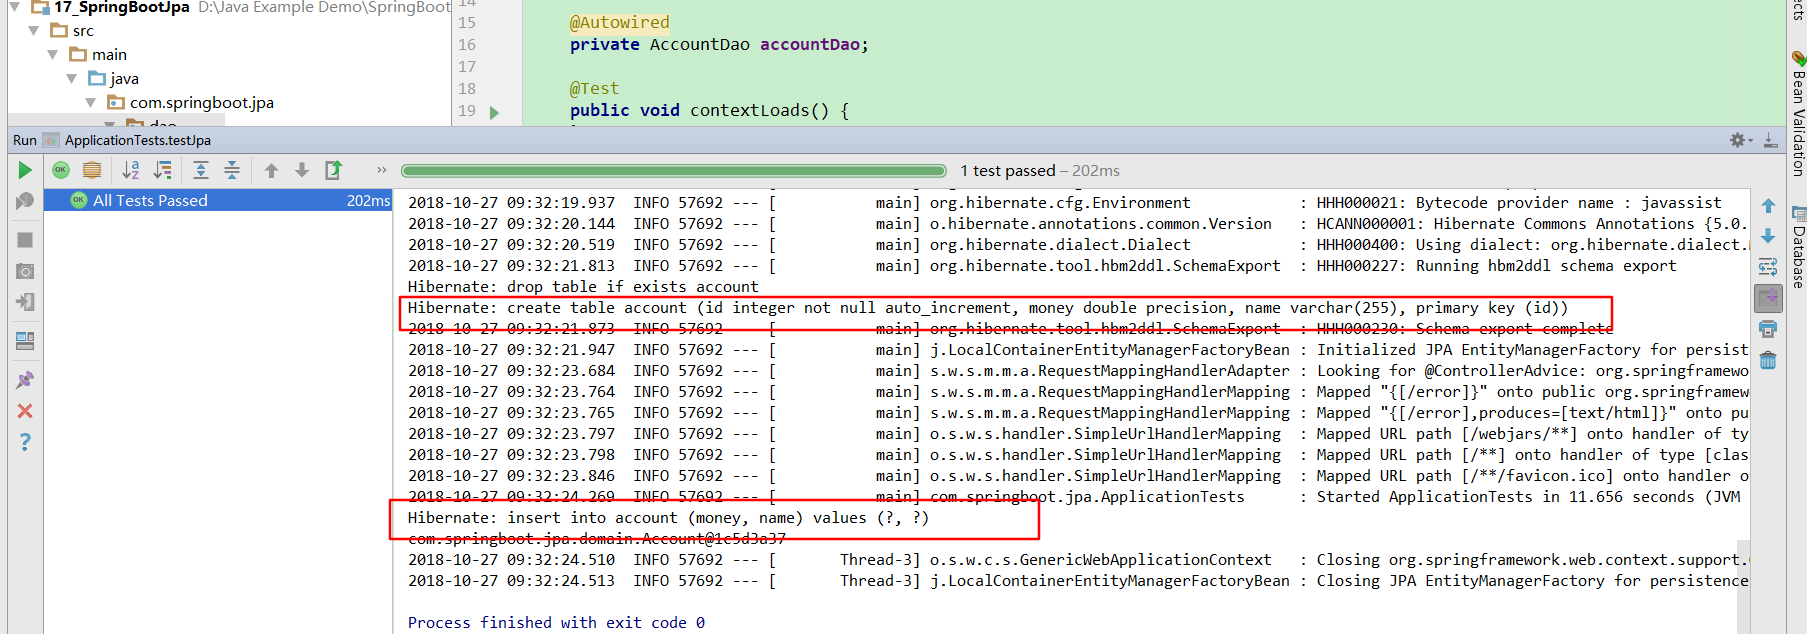 17_SpringBootJpa D:\Java Example Demo\SpringBoot
src
main
java
com.springboot.jpa
dao
14
15 @Autowired
16 private AccountDao accountDao;
17
18 @Test
19 public void contextLoads() {
Bean Validation
Database
Run ApplicationTests.testJpa
1 test passed – 202ms
OK All Tests Passed 202ms
2018-10-27 09:32:19.937 INFO 57692 --- [ main] org.hibernate.cfg.Environment : HHH000021: Bytecode provider name : javassist
2018-10-27 09:32:20.144 INFO 57692 --- [ main] o.hibernate.annotations.common.Version : HCANN000001: Hibernate Commons Annotations {5.0.
2018-10-27 09:32:20.519 INFO 57692 --- [ main] org.hibernate.dialect.Dialect : HHH000400: Using dialect: org.hibernate.dialect.
2018-10-27 09:32:21.813 INFO 57692 --- [ main] org.hibernate.tool.hbm2ddl.SchemaExport : HHH000227: Running hbm2ddl schema export
Hibernate: drop table if exists account
Hibernate: create table account (id integer not null auto_increment, money double precision, name varchar(255), primary key (id))
2018-10-27 09:32:21.873 INFO 57692 --- [ main] org.hibernate.tool.hbm2ddl.SchemaExport : HHH000230: Schema export complete
2018-10-27 09:32:21.947 INFO 57692 --- [ main] j.LocalContainerEntityManagerFactoryBean : Initialized JPA EntityManagerFactory for persist
2018-10-27 09:32:23.684 INFO 57692 --- [ main] s.w.s.m.m.a.RequestMappingHandlerAdapter : Looking for @ControllerAdvice: org.springframewo
2018-10-27 09:32:23.764 INFO 57692 --- [ main] s.w.s.m.m.a.RequestMappingHandlerMapping : Mapped "{[/error]}" onto public org.springframew
2018-10-27 09:32:23.765 INFO 57692 --- [ main] s.w.s.m.m.a.RequestMappingHandlerMapping : Mapped "{[/error],produces=[text/html]}" onto pu
2018-10-27 09:32:23.797 INFO 57692 --- [ main] o.s.w.s.handler.SimpleUrlHandlerMapping : Mapped URL path [/webjars/**] onto handler of ty
2018-10-27 09:32:23.798 INFO 57692 --- [ main] o.s.w.s.handler.SimpleUrlHandlerMapping : Mapped URL path [/**] onto handler of type [clas
2018-10-27 09:32:23.846 INFO 57692 --- [ main] o.s.w.s.handler.SimpleUrlHandlerMapping : Mapped URL path [/**/favicon.ico] onto handler o
2018-10-27 09:32:24.269 INFO 57692 --- [ main] com.springboot.jpa.ApplicationTests : Started ApplicationTests in 11.656 seconds (JVM
Hibernate: insert into account (money, name) values (?, ?)
com.springboot.jpa.domain.Account@1c5d3a37
2018-10-27 09:32:24.510 INFO 57692 --- [ Thread-3] o.s.w.c.s.GenericWebApplicationContext : Closing org.springframework.web.context.support.
2018-10-27 09:32:24.513 INFO 57692 --- [ Thread-3] j.LocalContainerEntityManagerFactoryBean : Closing JPA EntityManagerFactory for persistence
Process finished with exit code 0